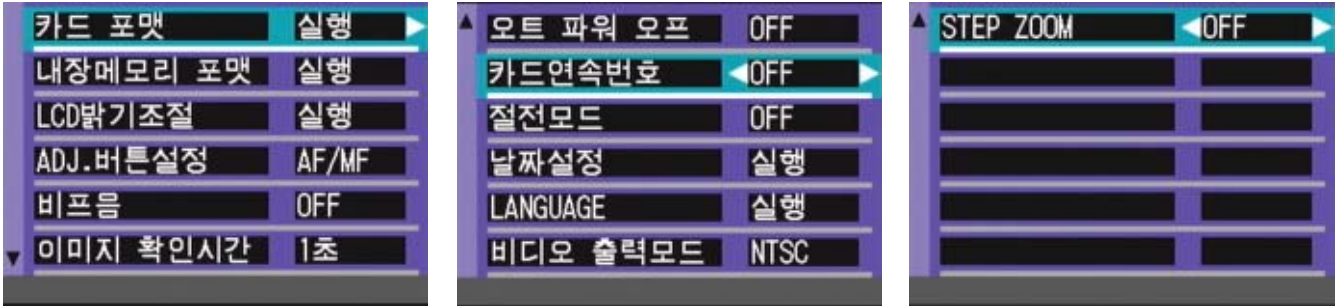 카드 포맷 실행
내장메모리 포맷 실행
LCD밝기조절 실행
ADJ.버튼설정 AF/MF
비프음 OFF
이미지 확인시간 1초
오트 파워 오프 OFF
카드연속번호 OFF
절전모드 OFF
날짜설정 실행
LANGUAGE 실행
비디오 출력모드 NTSC
STEP ZOOM OFF